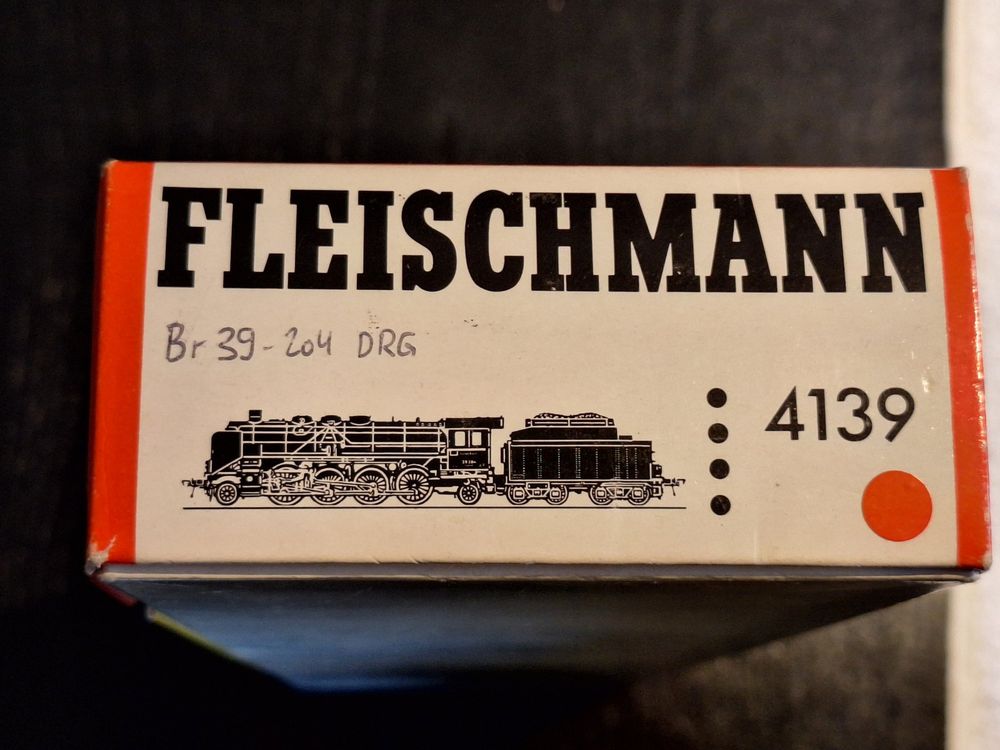 FLEISCHMANN
Br 39-204 DRG
4139